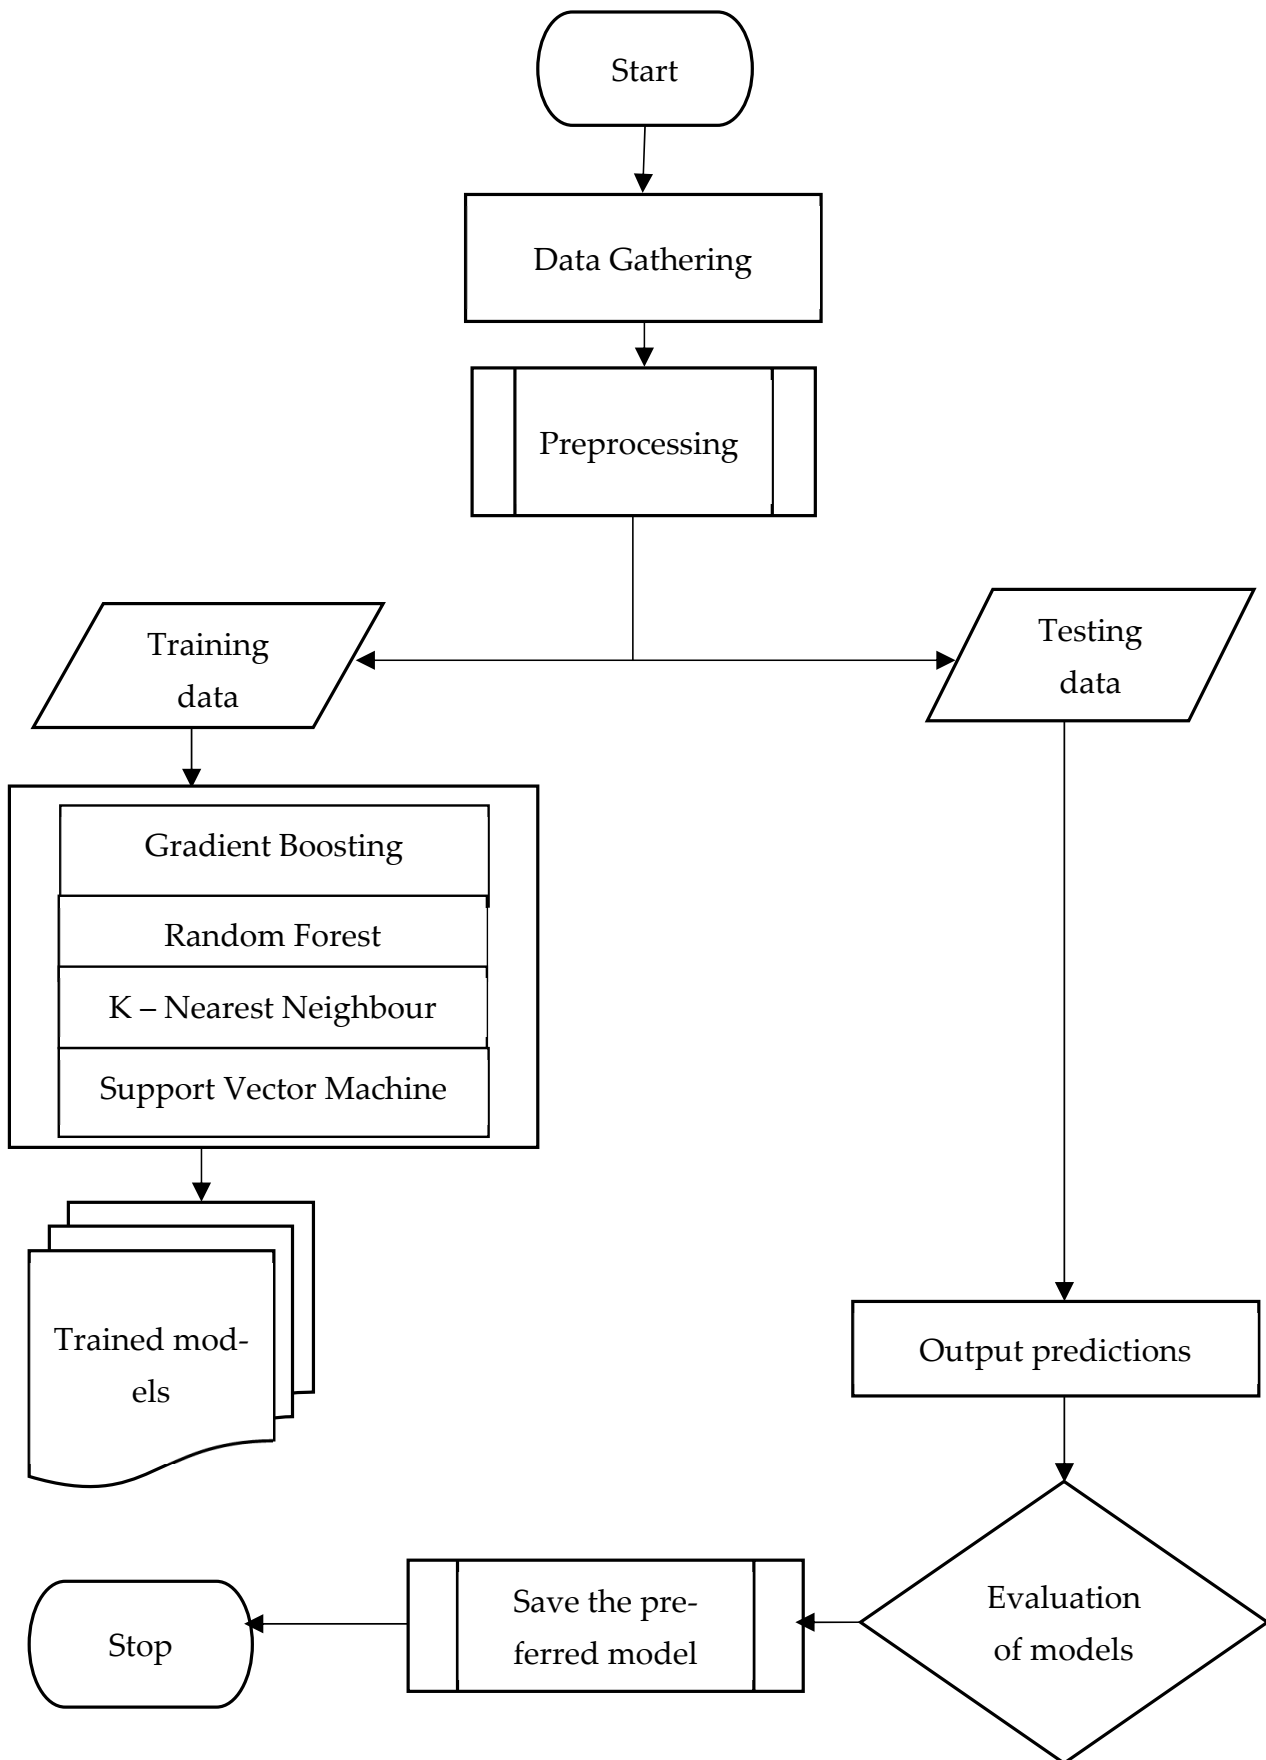 Start
Data Gathering
Preprocessing
Training
data
Testing
data
Gradient Boosting
Random Forest
K – Nearest Neighbour
Support Vector Machine
Trained mod-
els
Output predictions
Evaluation
of models
Save the pre-
ferred model
Stop